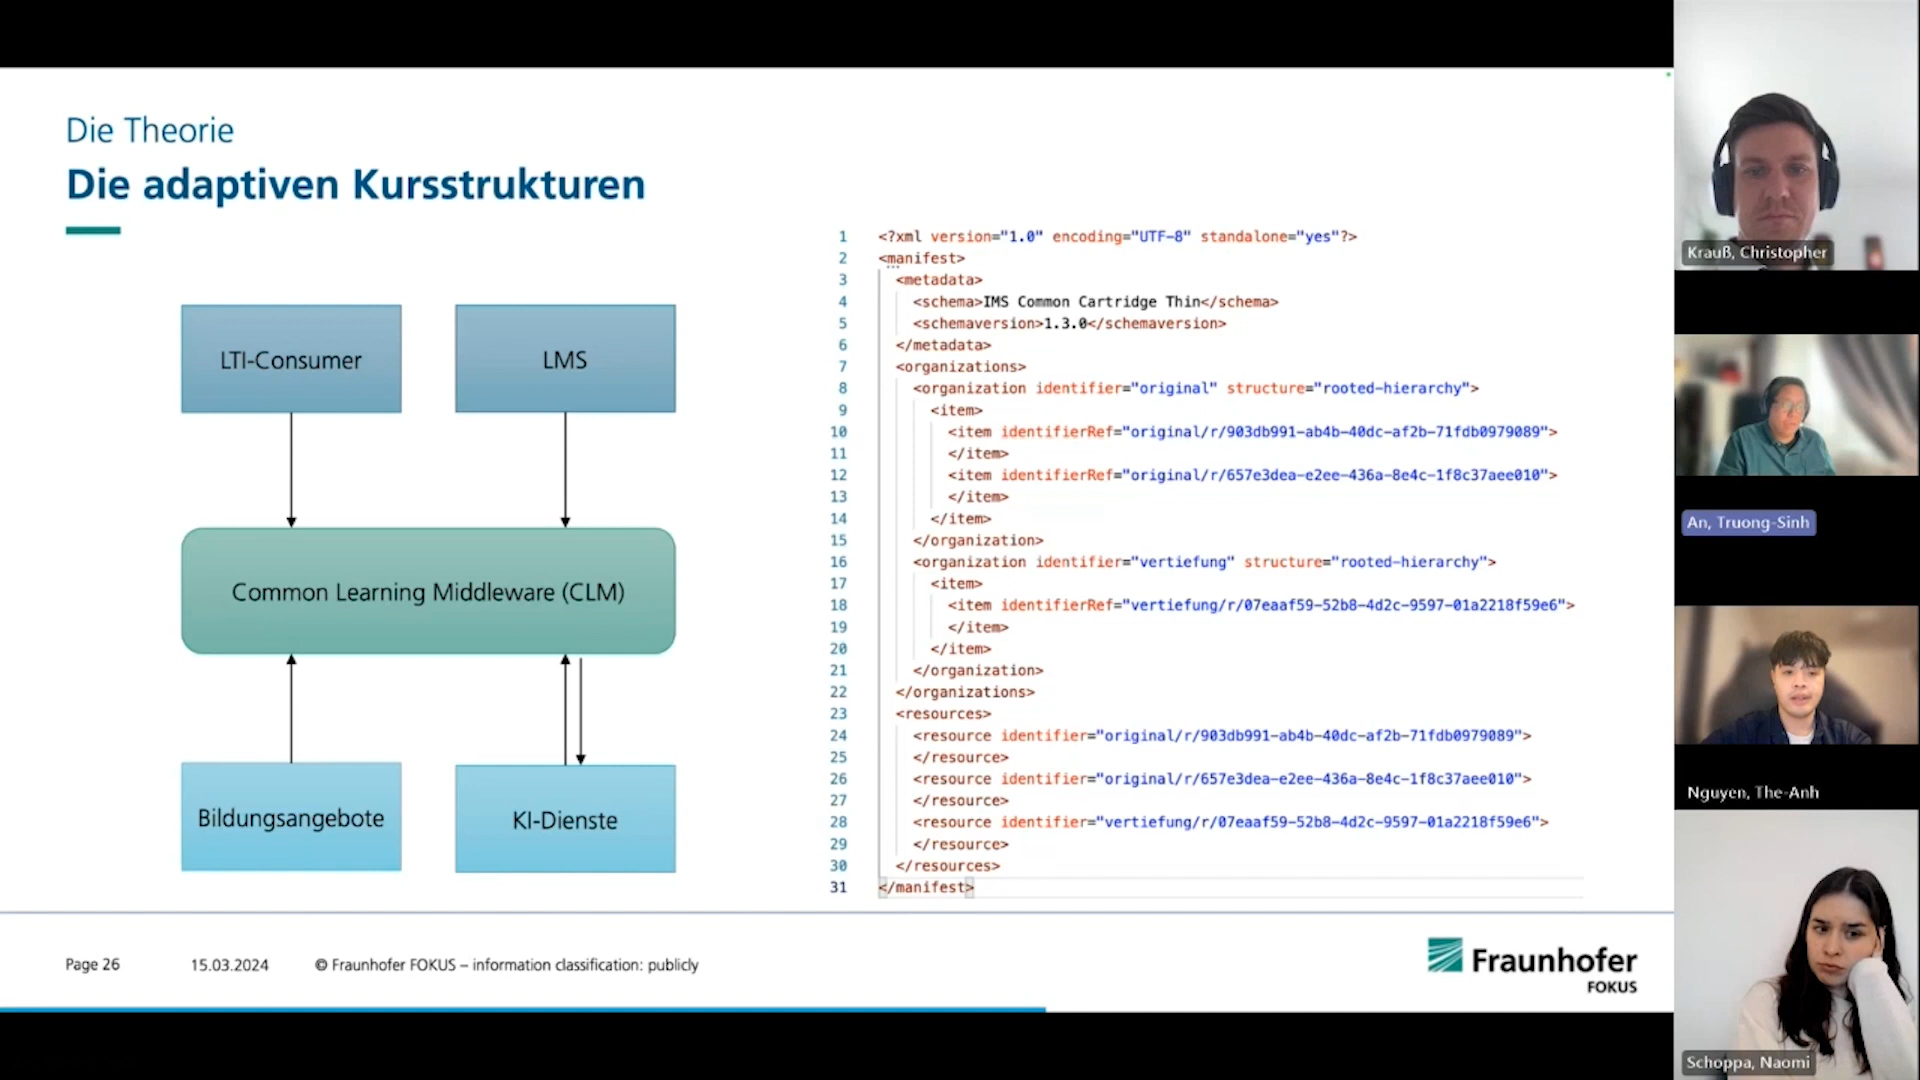 Die Theorie
Die adaptiven Kursstrukturen
LTI-Consumer
LMS
Common Learning Middleware (CLM)
Bildungsangebote
KI-Dienste
1 <?xml version="1.0" encoding="UTF-8" standalone="yes"?>
2 <manifest>
3 <metadata>
4 <schema>IMS Common Cartridge Thin</schema>
5 <schemaversion>1.3.0</schemaversion>
6 </metadata>
7 <organizations>
8 <organization identifier="original" structure="rooted-hierarchy">
9 <item>
10 <item identifierRef="original/r/903db991-ab4b-40dc-af2b-71fdb0979089">
11 </item>
12 <item identifierRef="original/r/657e3dea-e2ee-436a-8e4c-1f8c37aee010">
13 </item>
14 </item>
15 </organization>
16 <organization identifier="vertiefung" structure="rooted-hierarchy">
17 <item>
18 <item identifierRef="vertiefung/r/07eaaf59-52b8-4d2c-9597-01a2218f59e6">
19 </item>
20 </item>
21 </organization>
22 </organizations>
23 <resources>
24 <resource identifier="original/r/903db991-ab4b-40dc-af2b-71fdb0979089">
25 </resource>
26 <resource identifier="original/r/657e3dea-e2ee-436a-8e4c-1f8c37aee010">
27 </resource>
28 <resource identifier="vertiefung/r/07eaaf59-52b8-4d2c-9597-01a2218f59e6">
29 </resource>
30 </resources>
31 </manifest>
Page 26
15.03.2024
© Fraunhofer FOKUS – information classification: publicly
Fraunhofer
FOKUS
Krauß, Christopher
An, Truong-Sinh
Nguyen, The-Anh
Schoppa, Naomi